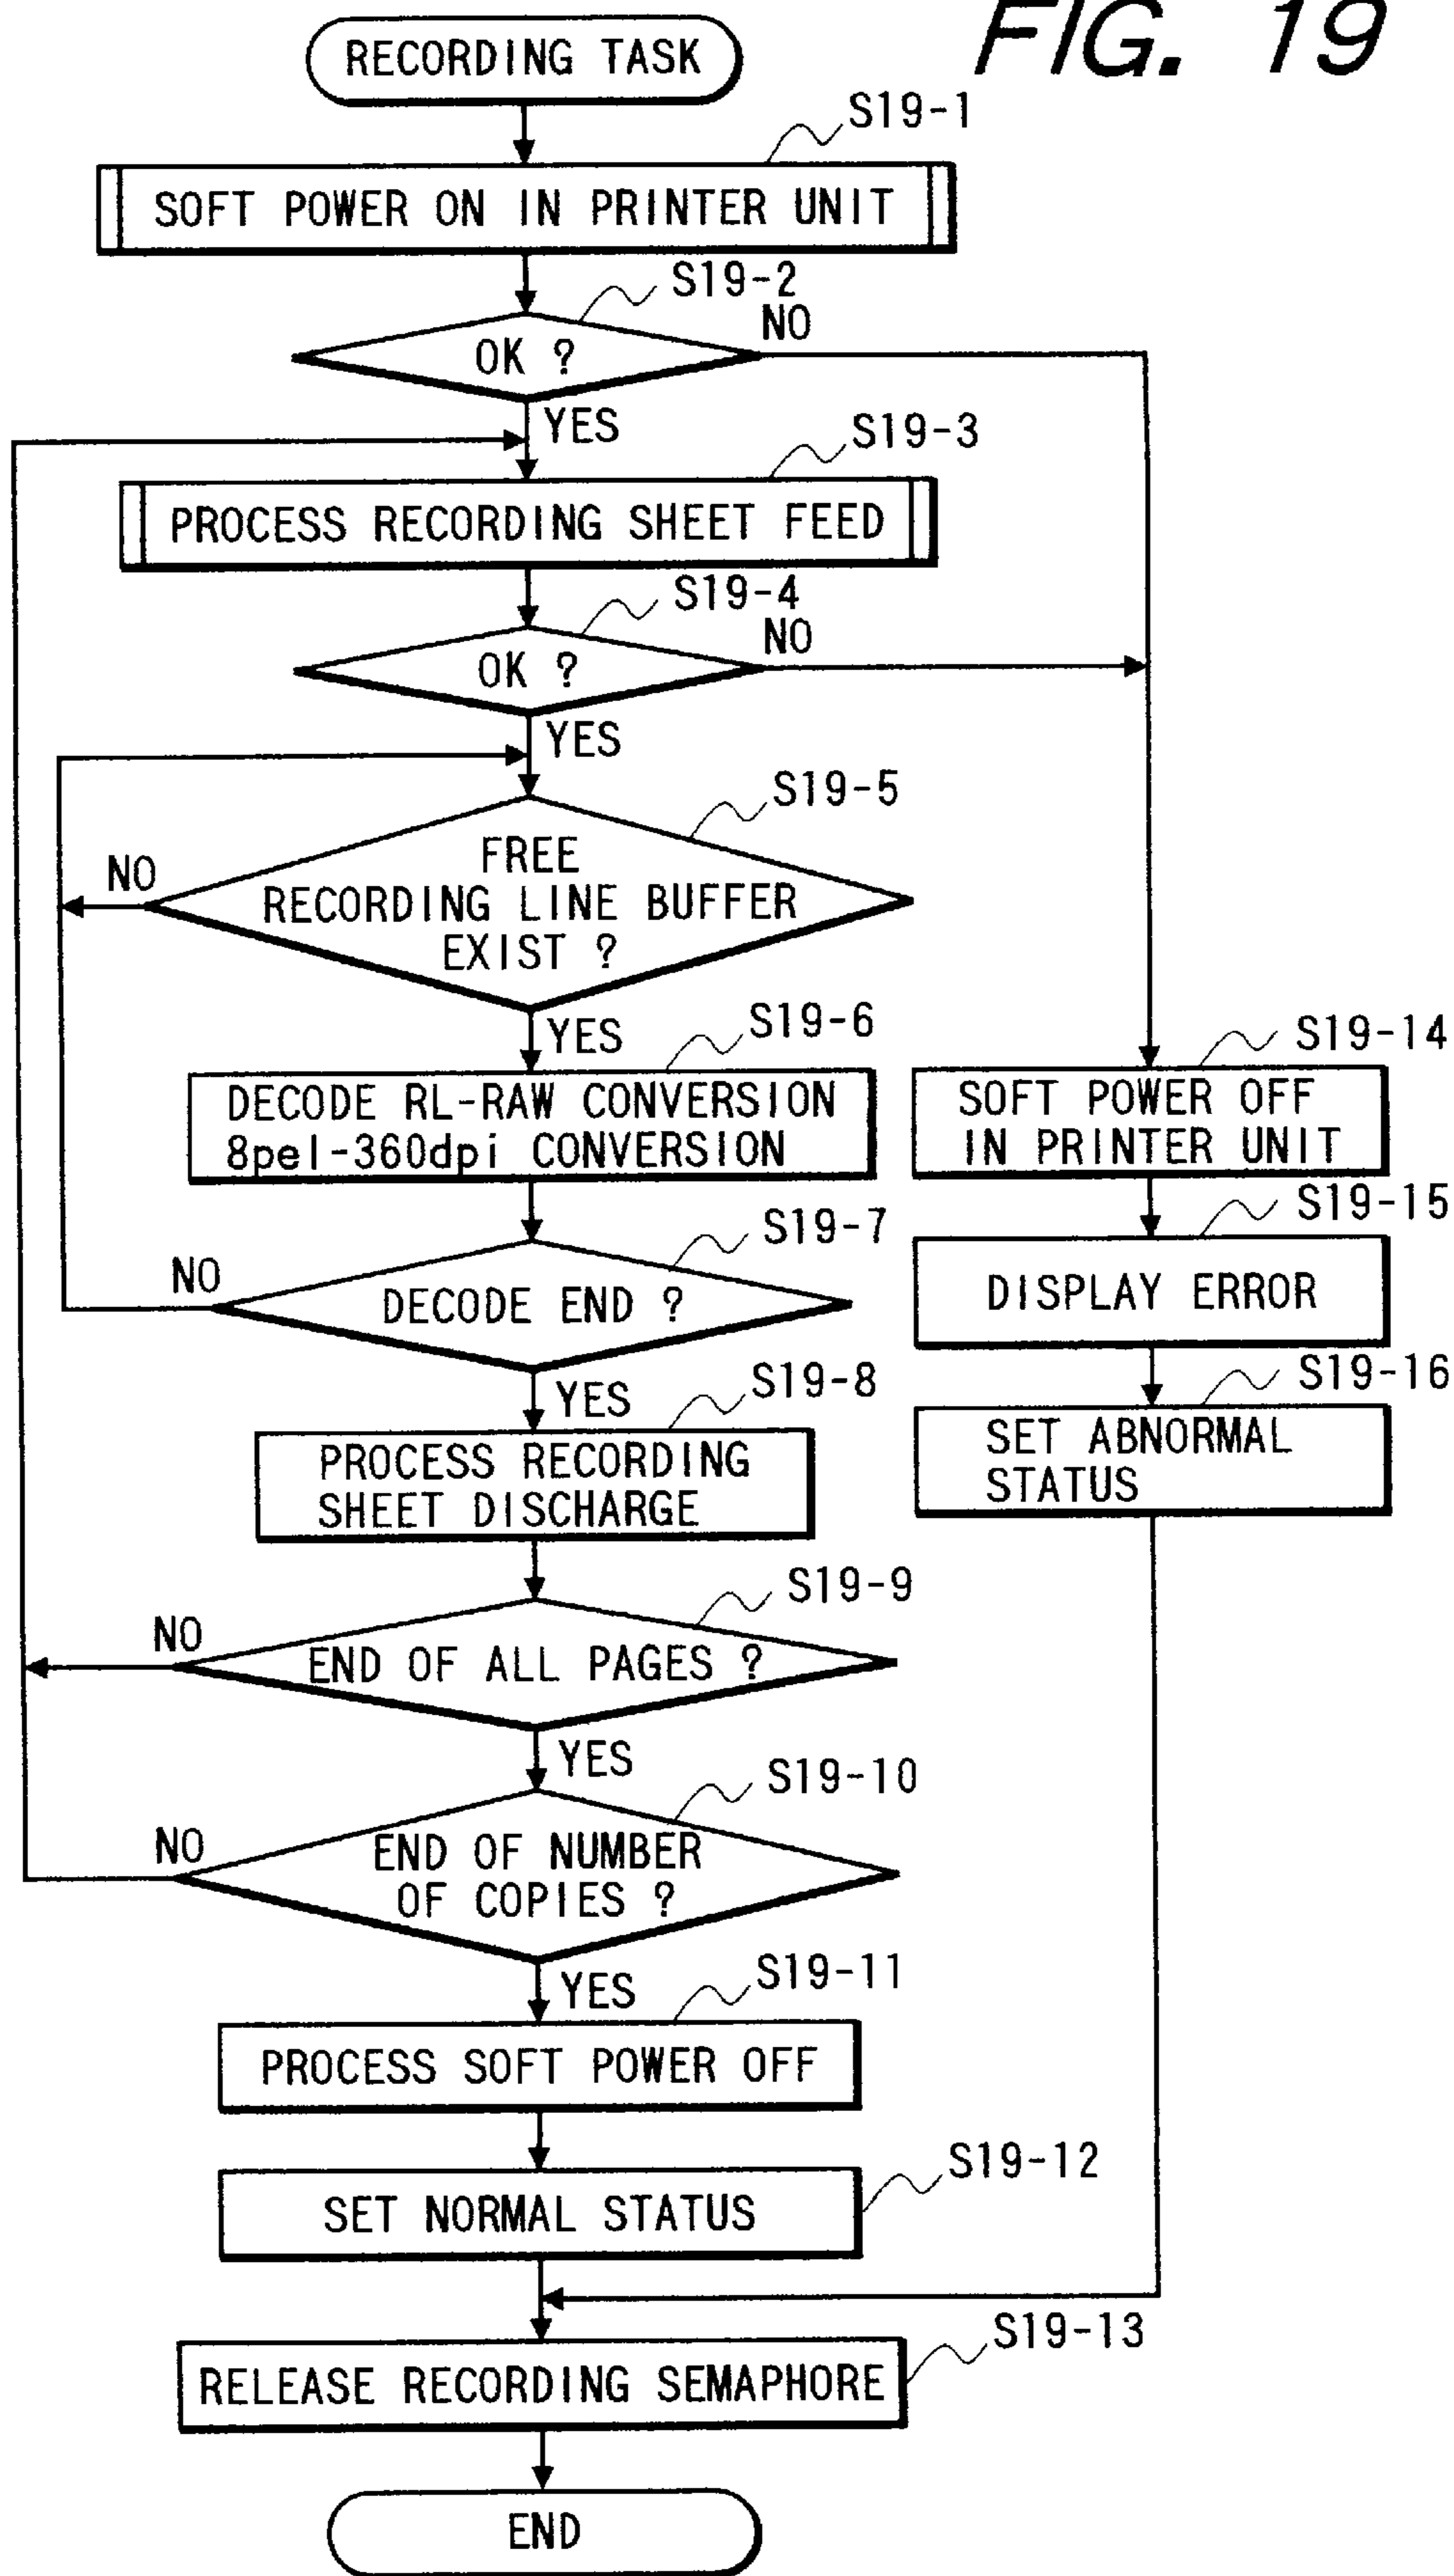 FIG. 19
RECORDING TASK
S19-1
SOFT POWER ON IN PRINTER UNIT
S19-2
OK ?
NO
YES
S19-3
PROCESS RECORDING SHEET FEED
S19-4
OK ?
NO
YES
S19-5
FREE
RECORDING LINE BUFFER
EXIST ?
NO
YES
S19-6
DECODE RL-RAW CONVERSION
8pel-360dpi CONVERSION
S19-7
DECODE END ?
NO
YES
S19-8
PROCESS RECORDING
SHEET DISCHARGE
S19-9
END OF ALL PAGES ?
NO
YES
S19-10
END OF NUMBER
OF COPIES ?
NO
YES
S19-11
PROCESS SOFT POWER OFF
S19-12
SET NORMAL STATUS
S19-14
SOFT POWER OFF
IN PRINTER UNIT
S19-15
DISPLAY ERROR
S19-16
SET ABNORMAL
STATUS
S19-13
RELEASE RECORDING SEMAPHORE
END